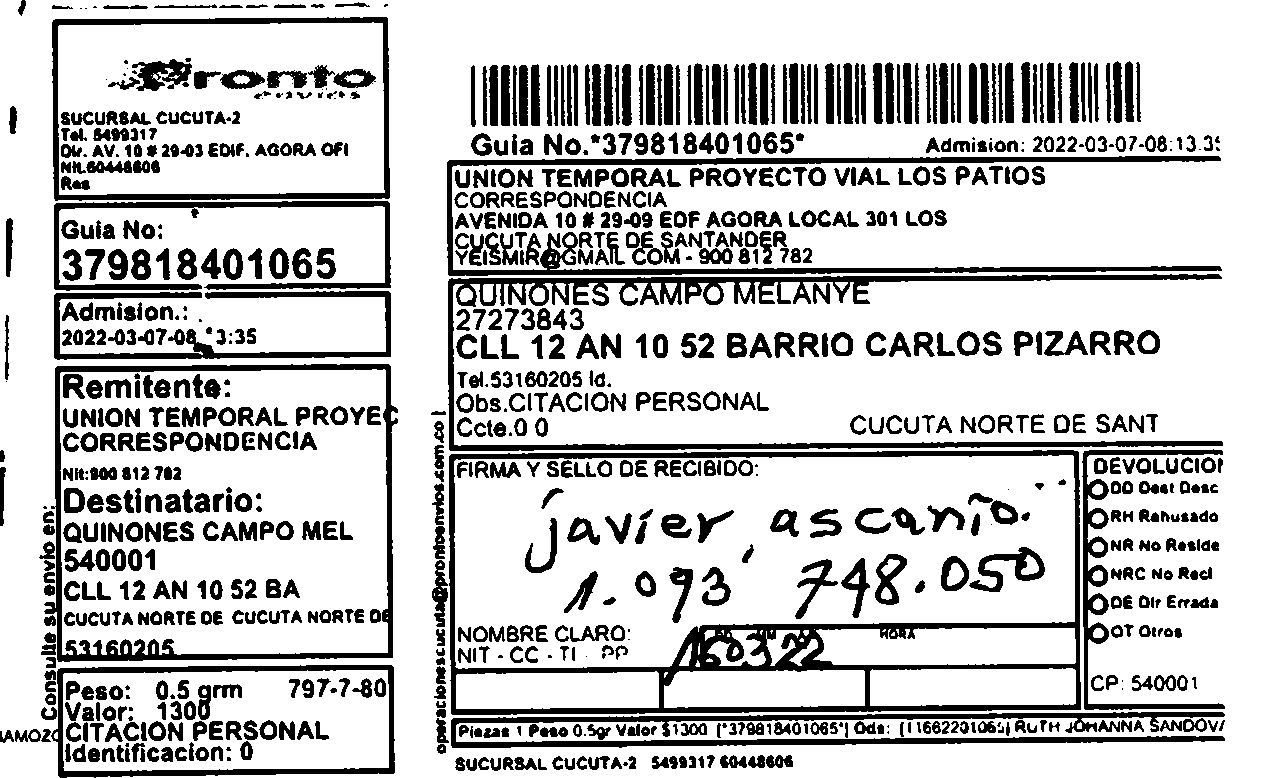 Pronto
envios
SUCURSAL CUCUTA-2
Tel. 5499317
Dir. AV. 10 # 29-03 EDIF. AGORA OFI
Nit.60448606
Res
Guia No:
379818401065
Admision.:
2022-03-07-08 3:35
Remitente:
UNION TEMPORAL PROYEC
CORRESPONDENCIA
Nit:900 812 782
Destinatario:
QUINONES CAMPO MEL
540001
CLL 12 AN 10 52 BA
CUCUTA NORTE DE CUCUTA NORTE DE
53160205
Peso: 0.5 grm 797-7-80
Valor: 1300
CITACION PERSONAL
Identificacion: 0
Consulte su envio en:
AMOZO
Guia No.*379818401065*
Admision: 2022-03-07-08:13.35
UNION TEMPORAL PROYECTO VIAL LOS PATIOS
CORRESPONDENCIA
AVENIDA 10 # 29-09 EDF AGORA LOCAL 301 LOS
CUCUTA NORTE DE SANTANDER
YEISMIR@GMAIL COM - 900 812 782
QUINONES CAMPO MELANYE
27273843
CLL 12 AN 10 52 BARRIO CARLOS PIZARRO
Tel.53160205 Id.
Obs.CITACION PERSONAL
Ccte.0 0 CUCUTA NORTE DE SANT
operacionescucuta@prontoenvios.com.co
FIRMA Y SELLO DE RECIBIDO:
javier ascanio.
1.093 748.050
NOMBRE CLARO:
NIT - CC - TI - PP
HORA
160322
DEVOLUCION
DD Dest Desc
RH Rehusado
NR No Reside
NRC No Recl
DE Dir Errada
OT Otros
CP: 540001
Piezas 1 Peso 0.5gr Valor $1300 [*379818401065*] Ods: [1166220106] RUTH JOHANNA SANDOVA
SUCURSAL CUCUTA-2 5499317 60448606